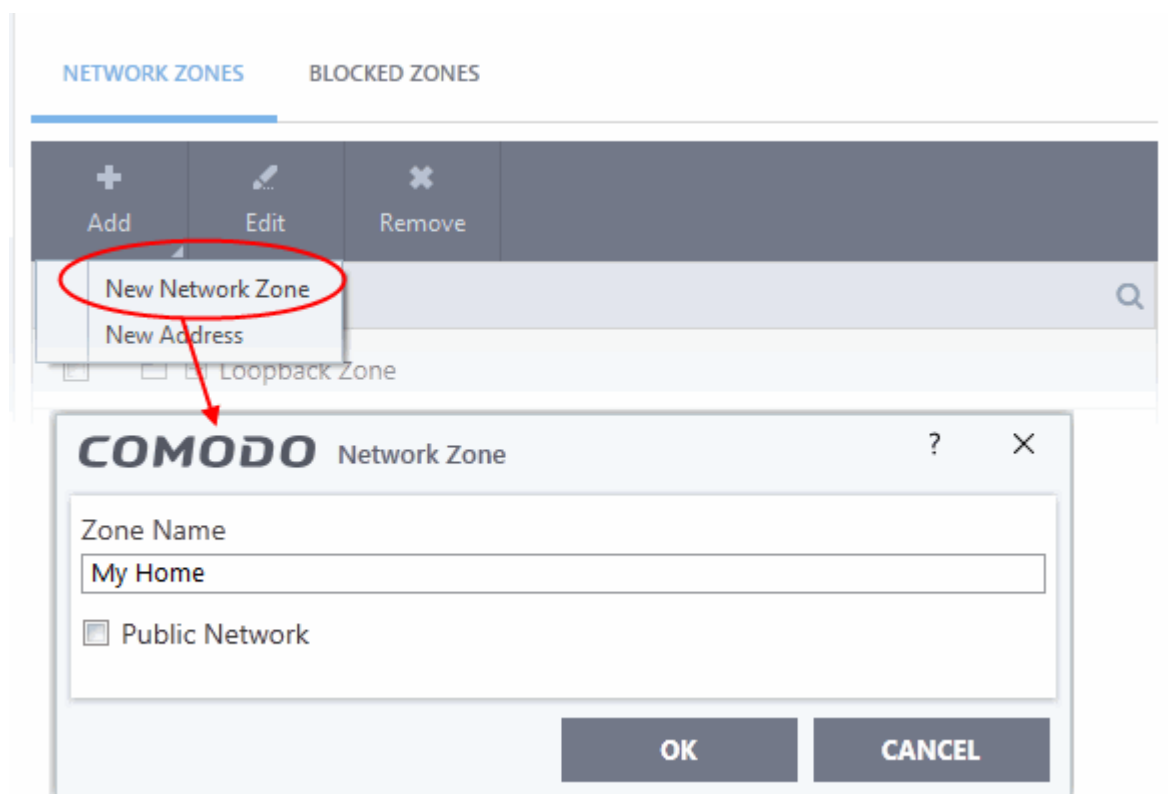 NETWORK ZONES BLOCKED ZONES
Add Edit Remove
New Network Zone
New Address
Loopback Zone
COMODO Network Zone ?
Zone Name
My Home
Public Network
OK CANCEL